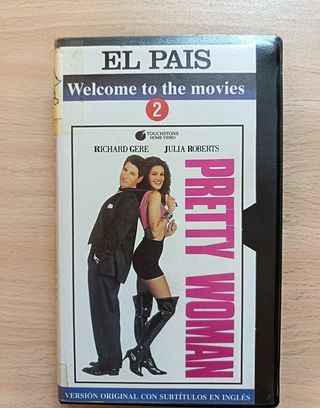 EL PAIS
Welcome to the movies
2
TOUCHSTONE
HOME VIDEO
RICHARD GERE JULIA ROBERTS
PRETTY WOMAN
VERSIÓN ORIGINAL CON SUBTÍTULOS EN INGLÉS